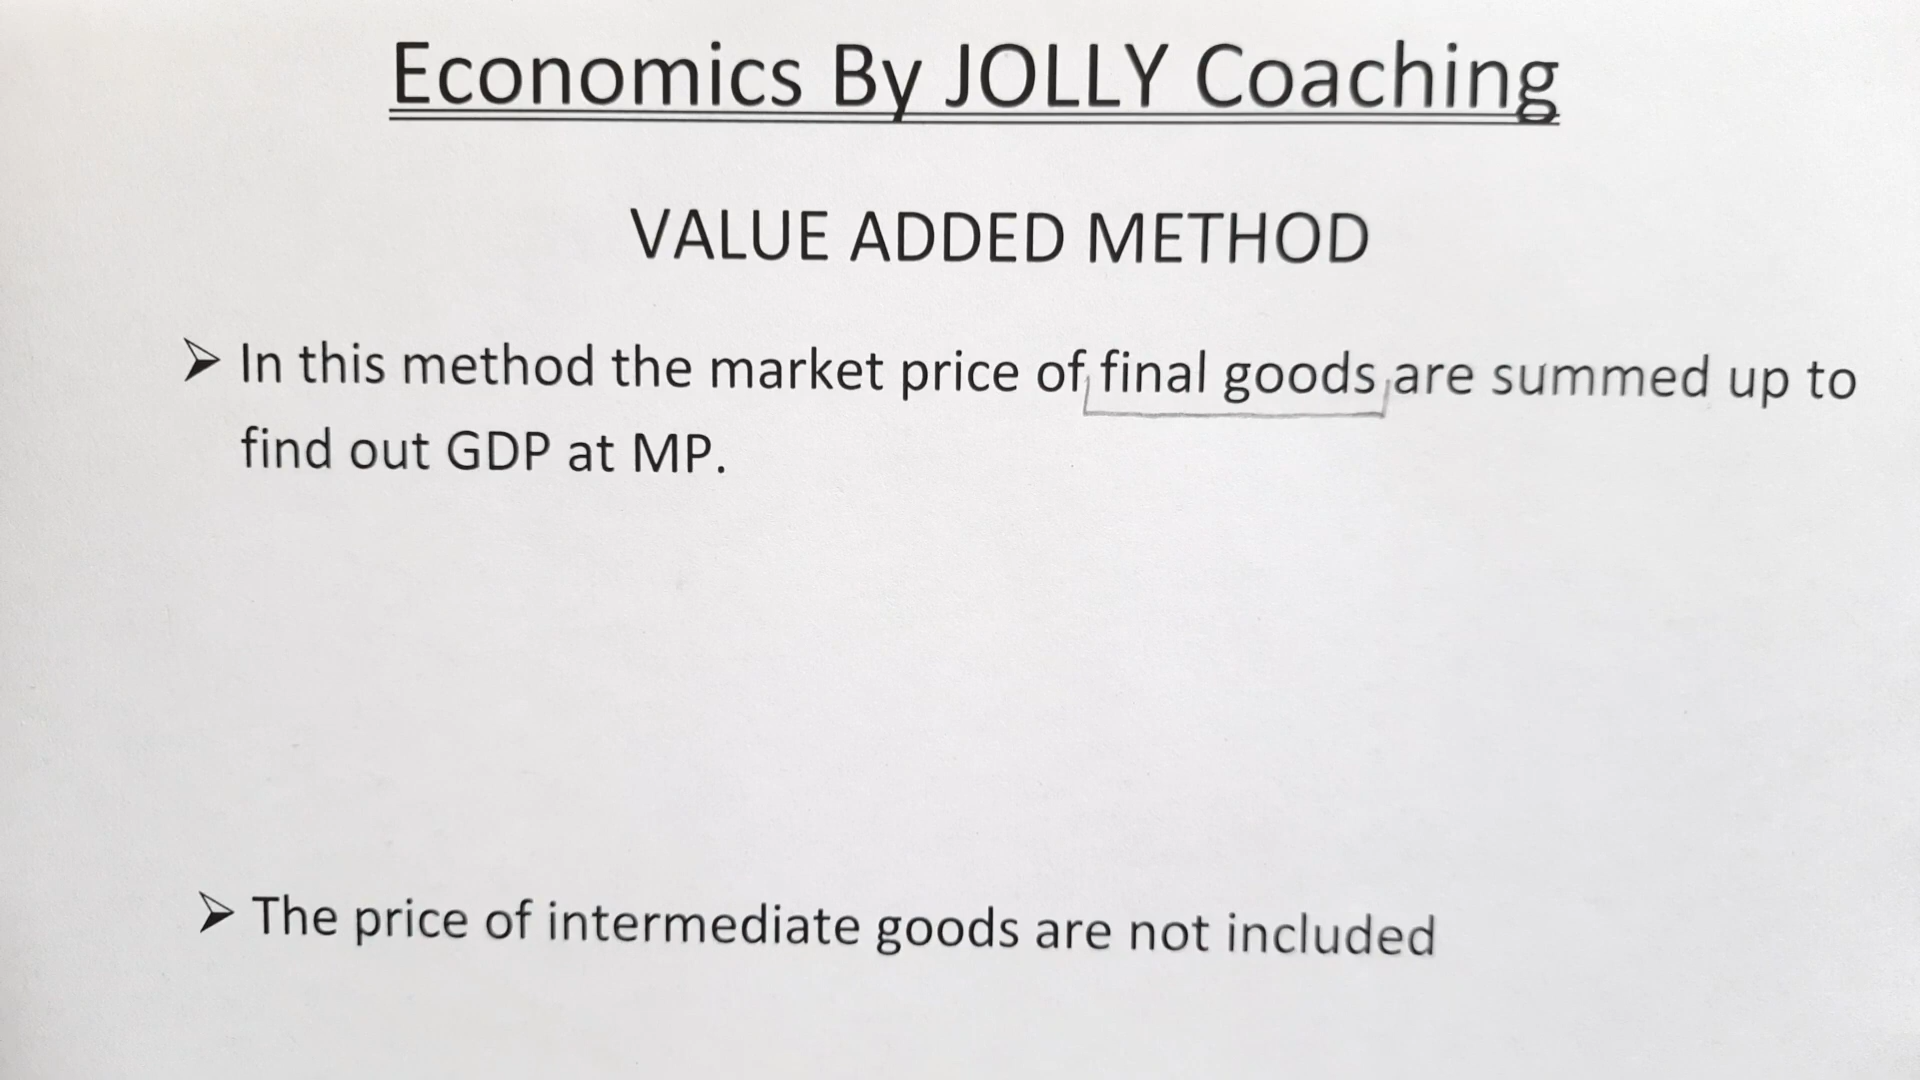 Economics By JOLLY Coaching
VALUE ADDED METHOD
➢ In this method the market price of final goods are summed up to
find out GDP at MP.
➢ The price of intermediate goods are not included